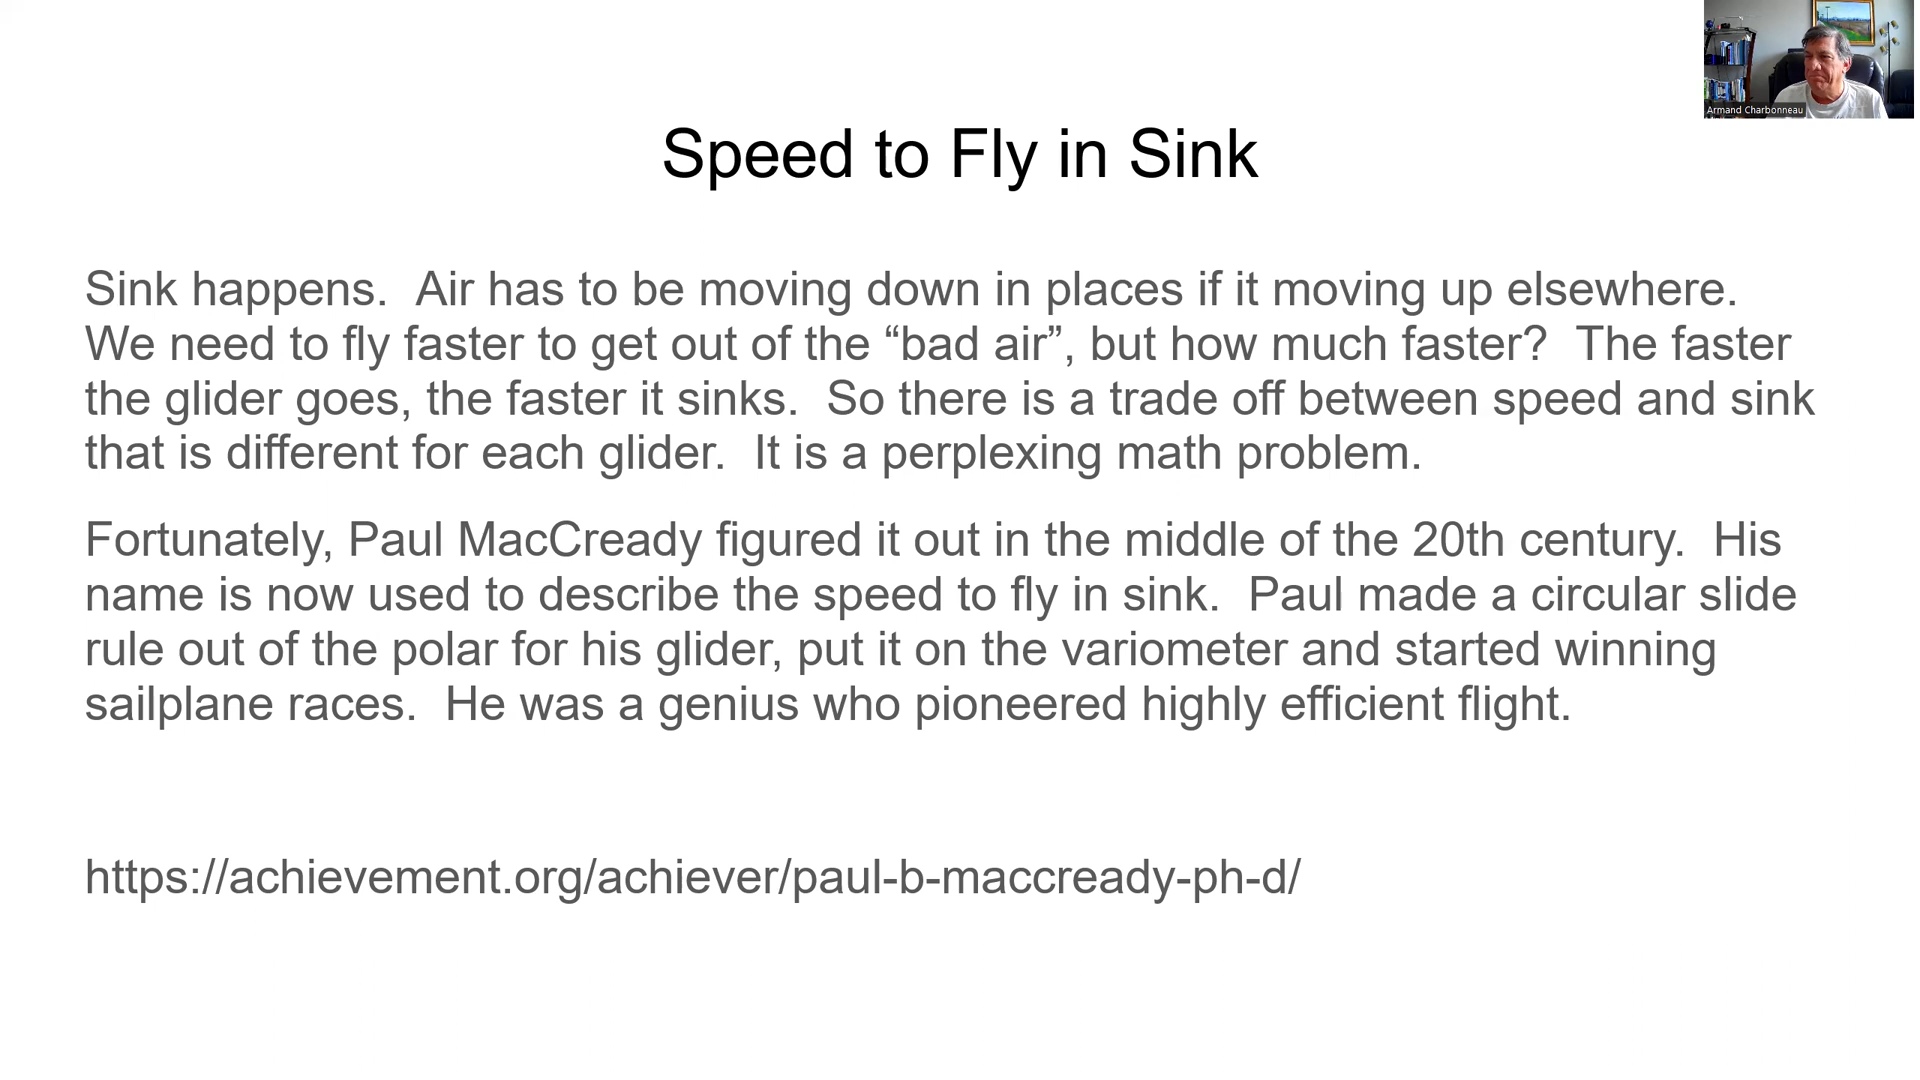 Armand Charbonneau
Speed to Fly in Sink
Sink happens.  Air has to be moving down in places if it moving up elsewhere.
We need to fly faster to get out of the “bad air”, but how much faster?  The faster
the glider goes, the faster it sinks.  So there is a trade off between speed and sink
that is different for each glider.  It is a perplexing math problem.
Fortunately, Paul MacCready figured it out in the middle of the 20th century.  His
name is now used to describe the speed to fly in sink.  Paul made a circular slide
rule out of the polar for his glider, put it on the variometer and started winning
sailplane races.  He was a genius who pioneered highly efficient flight.
https://achievement.org/achiever/paul-b-maccready-ph-d/